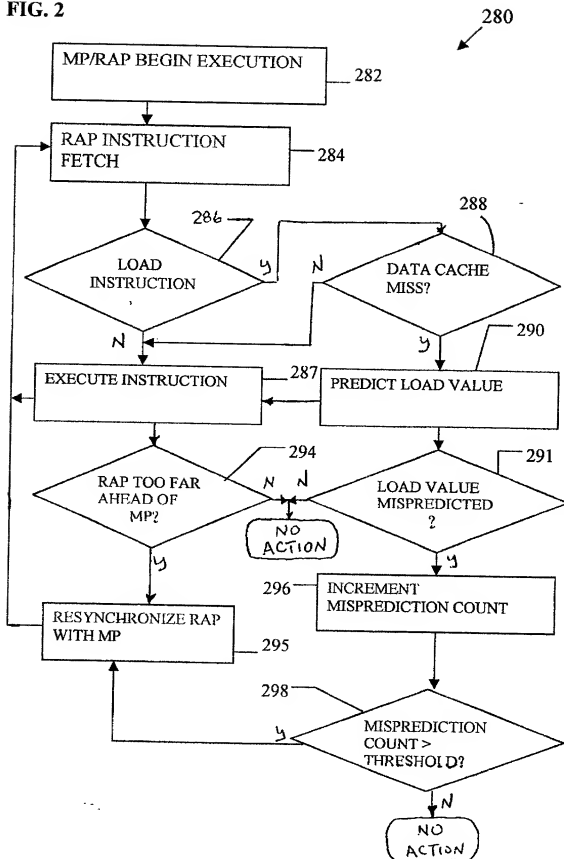 FIG. 2
280
MP/RAP BEGIN EXECUTION
282
RAP INSTRUCTION
FETCH
284
286
288
LOAD
INSTRUCTION
y
N
DATA CACHE
MISS?
N
y
290
EXECUTE INSTRUCTION
287
PREDICT LOAD VALUE
294
291
RAP TOO FAR
AHEAD OF
MP?
N
N
LOAD VALUE
MISPREDICTED
?
NO
ACTION
y
y
296
INCREMENT
MISPREDICTION COUNT
RESYNCHRONIZE RAP
WITH MP
295
298
y
MISPREDICTION
COUNT >
THRESHOLD?
N
NO
ACTION